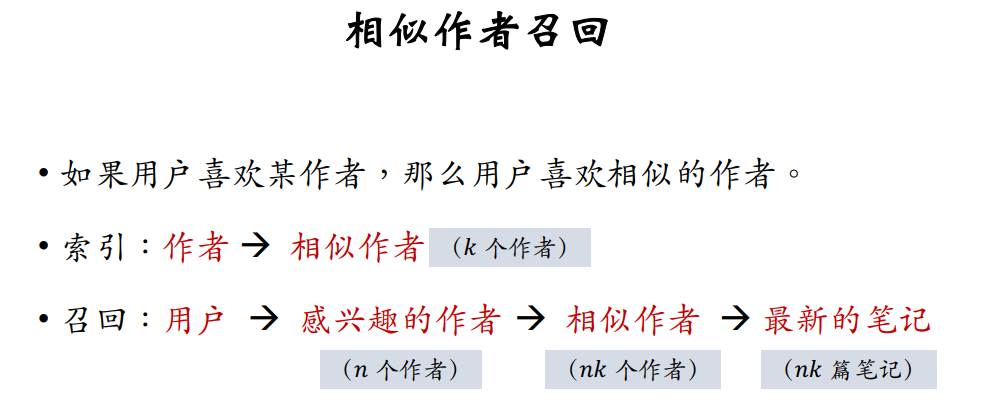 相似作者召回
• 如果用户喜欢某作者，那么用户喜欢相似的作者。
• 索引：作者 → 相似作者（k 个作者）
• 召回：用户 → 感兴趣的作者 → 相似作者 → 最新的笔记
（n 个作者） （nk 个作者） （nk 篇笔记）